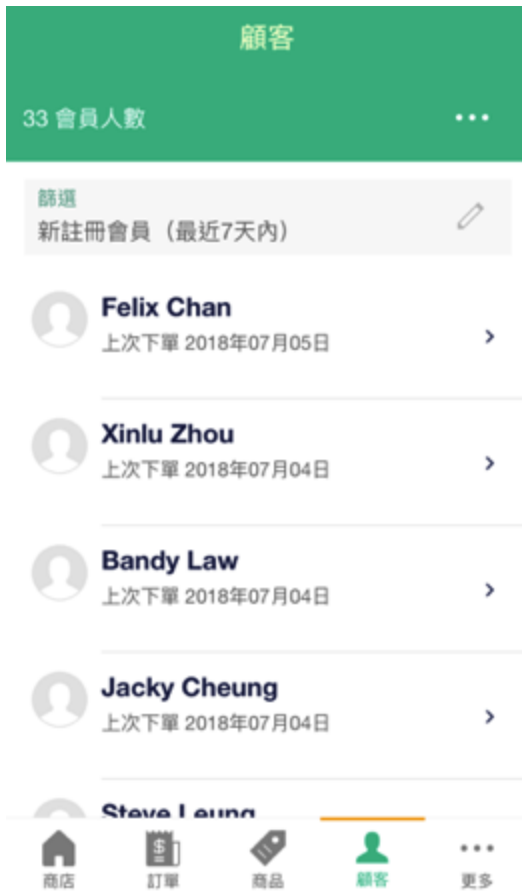 顧客
33 會員人數
篩選
新註冊會員（最近7天內）
Felix Chan
上次下單 2018年07月05日
Xinlu Zhou
上次下單 2018年07月04日
Bandy Law
上次下單 2018年07月04日
Jacky Cheung
上次下單 2018年07月04日
Steve Leung
商店 訂單 商品 顧客 更多